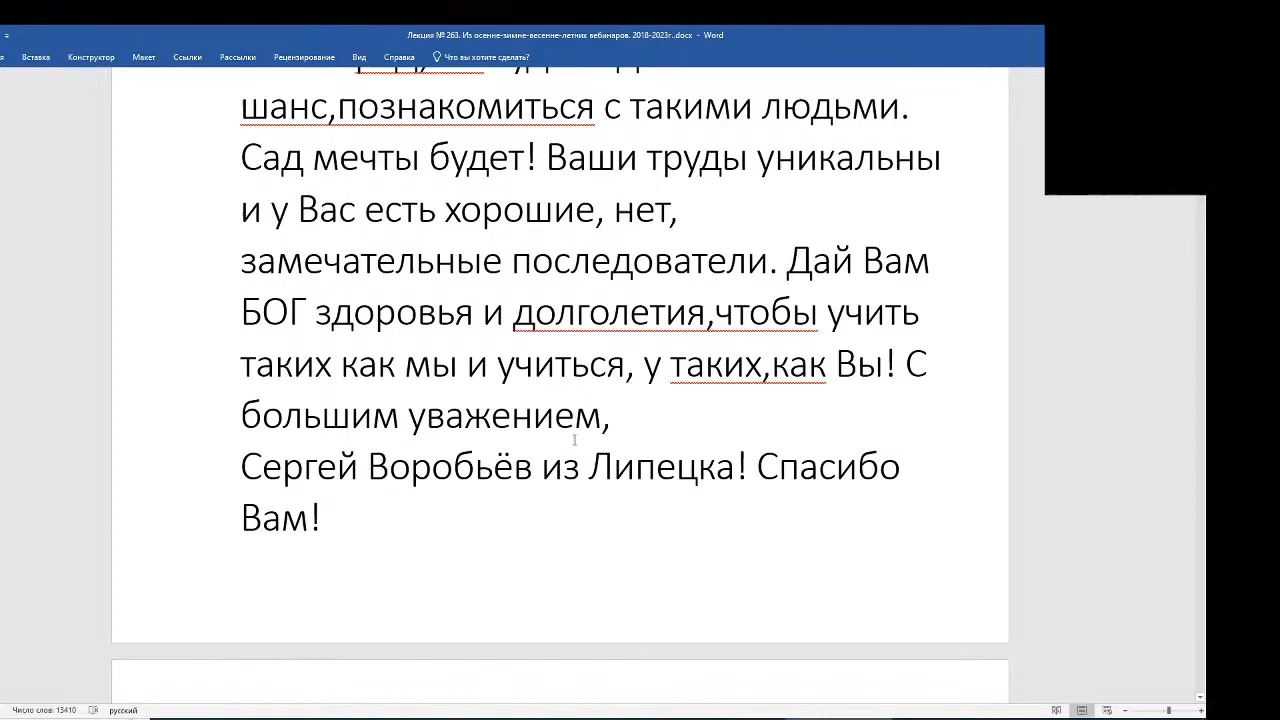 Лекция № 263. Из осенне-зимне-весенне-летних вебинаров. 2018-2023г..docx - Word
Вставка Конструктор Макет Ссылки Рассылки Рецензирование Вид Справка Что вы хотите сделать?
шанс,познакомиться с такими людьми.
Сад мечты будет! Ваши труды уникальны
и у Вас есть хорошие, нет,
замечательные последователи. Дай Вам
БОГ здоровья и долголетия,чтобы учить
таких как мы и учиться, у таких,как Вы! С
большим уважением,
Сергей Воробьёв из Липецка! Спасибо
Вам!
Число слов: 13410 русский